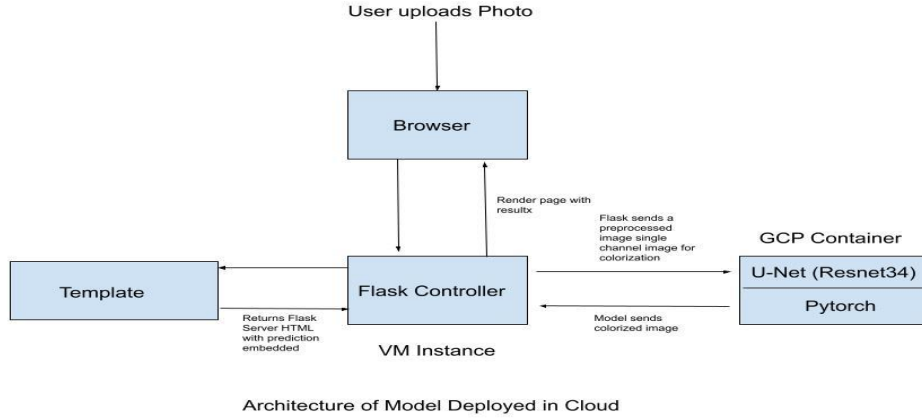 User uploads Photo
Browser
Render page with
resultx
Flask sends a
preprocessed
image single
channel image for
colorization
GCP Container
U-Net (Resnet34)
Pytorch
Template
Flask Controller
Returns Flask
Server HTML
with prediction
embedded
Model sends
colorized image
VM Instance
Architecture of Model Deployed in Cloud